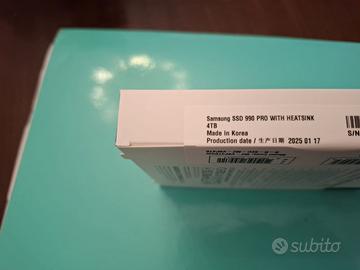 Samsung SSD 990 PRO WITH HEATSINK
4TB
Made in Korea
Production date / 生产日期 2025 01 17
S/N
subito